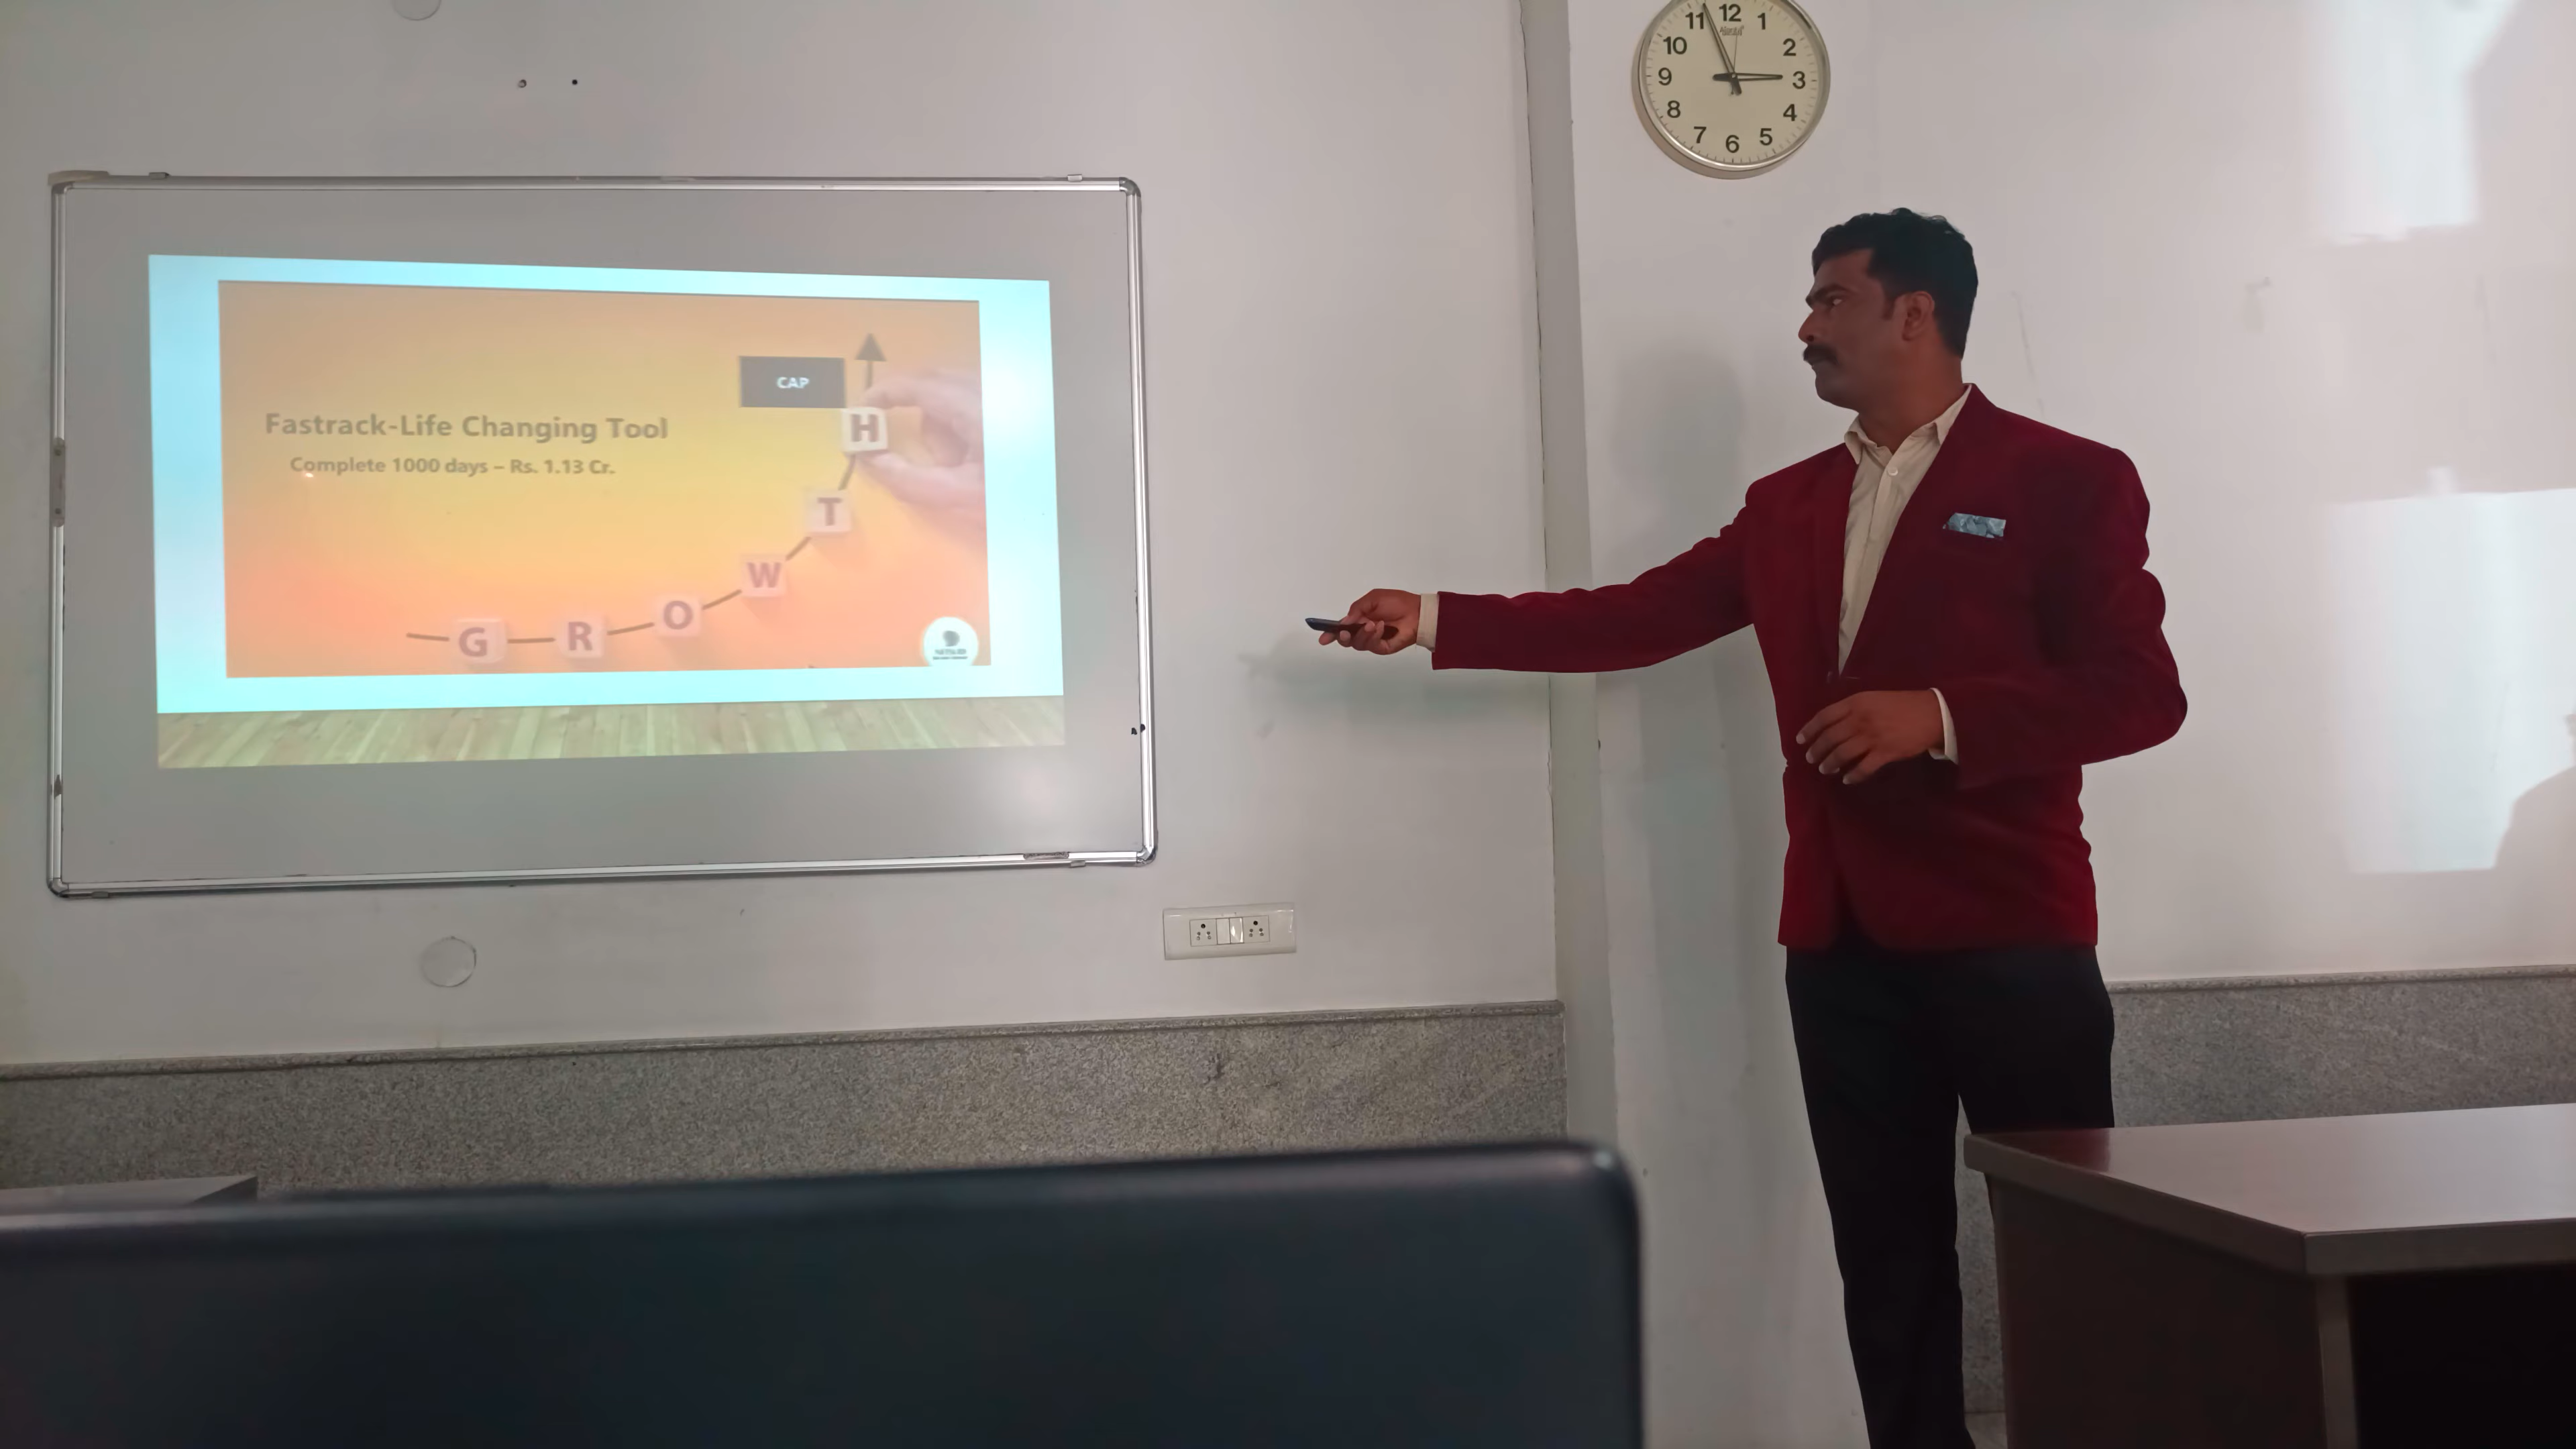 11 12 1
10 2
9 3
8 4
7 6 5
CAP
Fastrack-Life Changing Tool
Complete 1000 days – Rs. 1.13 Cr.
G R O W T H